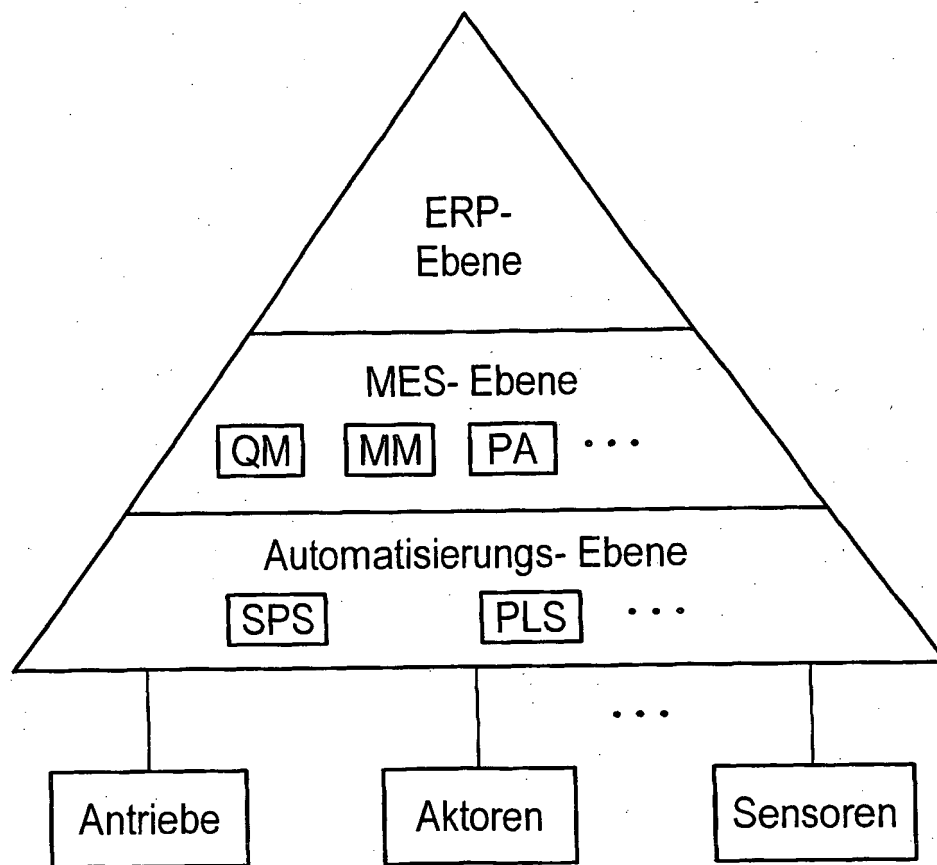 ERP-
Ebene
MES- Ebene
QM MM PA ...
Automatisierungs- Ebene
SPS PLS ...
...
Antriebe Aktoren Sensoren